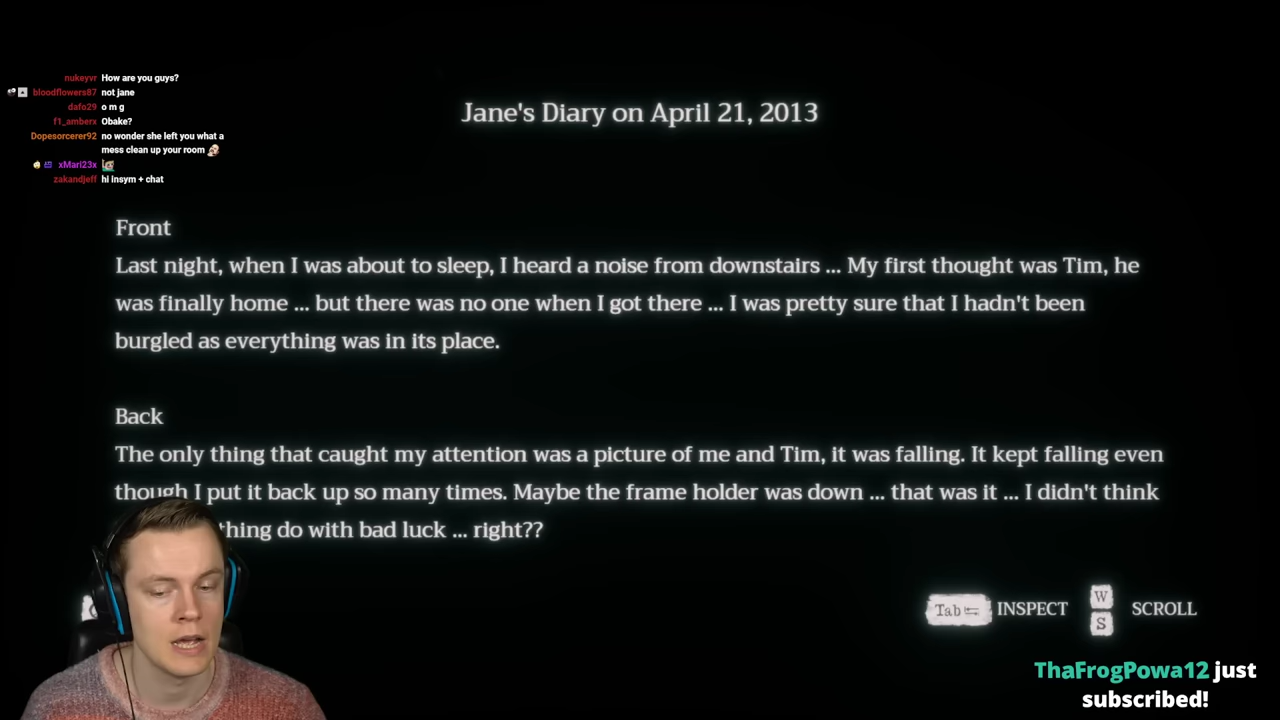 nukeyvr How are you guys?
bloodflowers87 not jane
dafo29 o m g
f1_amberx Obake?
Dopesorcerer92 no wonder she left you what a
mess clean up your room
xMari23x
zakandjeff hi insym + chat
Jane's Diary on April 21, 2013
Front
Last night, when I was about to sleep, I heard a noise from downstairs ... My first thought was Tim, he
was finally home ... but there was no one when I got there ... I was pretty sure that I hadn't been
burgled as everything was in its place.
Back
The only thing that caught my attention was a picture of me and Tim, it was falling. It kept falling even
though I put it back up so many times. Maybe the frame holder was down ... that was it ... I didn't think
thing do with bad luck ... right??
Tab INSPECT W S SCROLL
ThaFrogPowa12 just
subscribed!